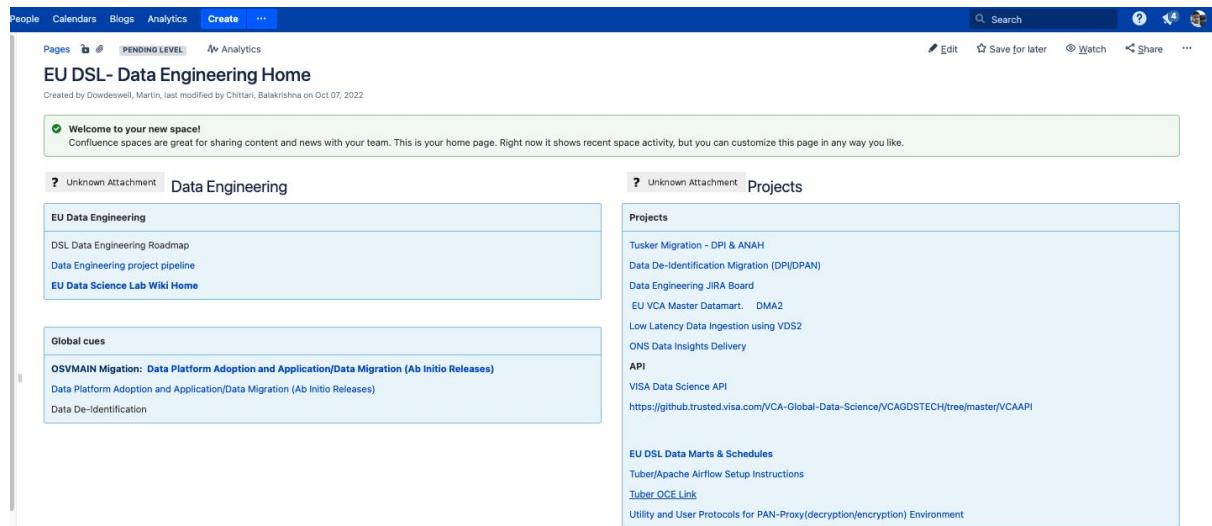 People Calendars Blogs Analytics Create ··· Search ? 4
Pages PENDING LEVEL Analytics Edit Save for later Watch Share ···
EU DSL- Data Engineering Home
Created by Dowdeswell, Martin, last modified by Chittari, Balakrishna on Oct 07, 2022
Welcome to your new space!
Confluence spaces are great for sharing content and news with your team. This is your home page. Right now it shows recent space activity, but you can customize this page in any way you like.
? Unknown Attachment Data Engineering
EU Data Engineering
DSL Data Engineering Roadmap
Data Engineering project pipeline
EU Data Science Lab Wiki Home
Global cues
OSVMAIN Migation: Data Platform Adoption and Application/Data Migration (Ab Initio Releases)
Data Platform Adoption and Application/Data Migration (Ab Initio Releases)
Data De-Identification
? Unknown Attachment Projects
Projects
Tusker Migration - DPI & ANAH
Data De-Identification Migration (DPI/DPAN)
Data Engineering JIRA Board
EU VCA Master Datamart. DMA2
Low Latency Data Ingestion using VDS2
ONS Data Insights Delivery
API
VISA Data Science API
https://github.trusted.visa.com/VCA-Global-Data-Science/VCAGDSTECH/tree/master/VCAAPI
EU DSL Data Marts & Schedules
Tuber/Apache Airflow Setup Instructions
Tuber OCE Link
Utility and User Protocols for PAN-Proxy(decryption/encryption) Environment